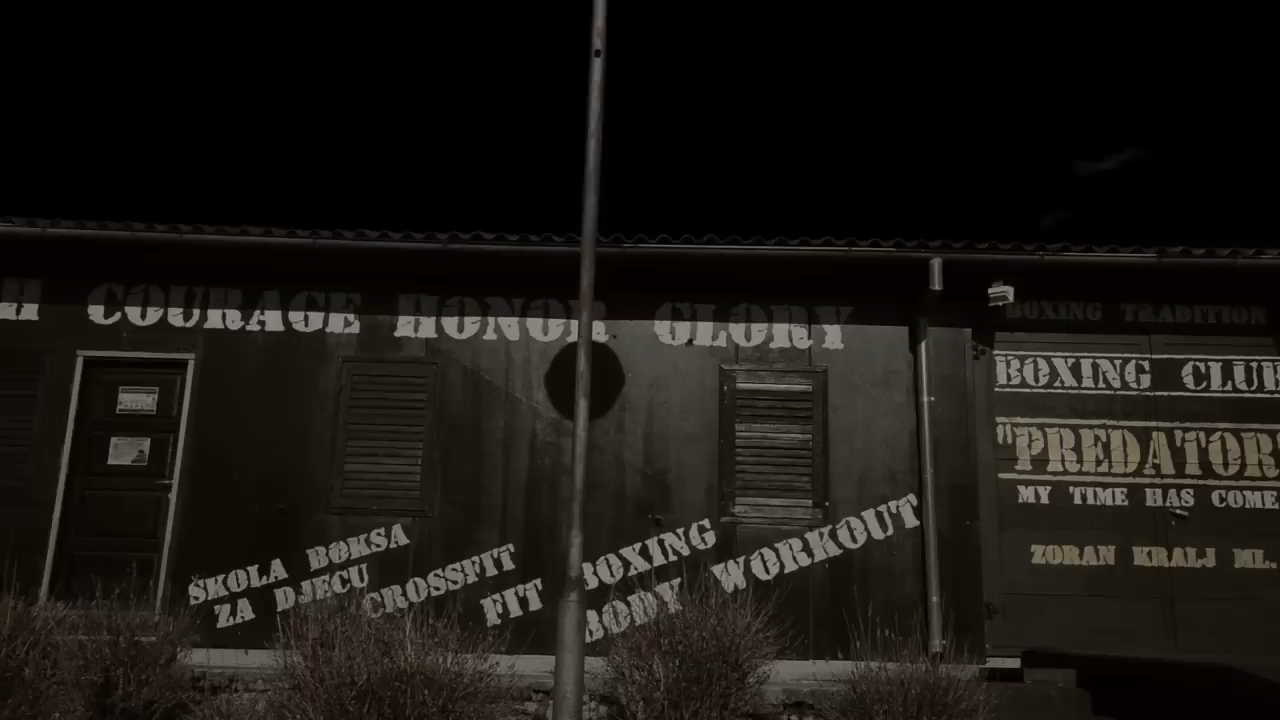 H COURAGE HONOR GLORY
BOXING TRADITION
BOXING CLUB
"PREDATOR
MY TIME HAS COME
ZORAN KRALJ ML.
ŠKOLA BOKSA
ZA DJECU
CROSSFIT
FIT BOXING
BODY WORKOUT